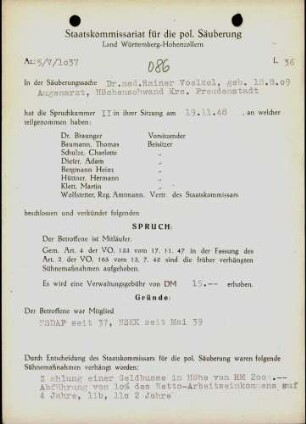 Staatskommissariat für die pol. Säuberung
Land Württemberg-Hohenzollern
Az.: 5/7/1037
086
L 36
In der Säuberungssache Dr.med.Rainer Voelzel, geb. 18.8.09
Augenarzt, Krs. Freudenstadt
hat die Spruchkammer II in ihrer Sitzung am 19.11.48, an welcher
teilgenommen haben:
Dr. Braunger Vorsitzender
Baumann, Thomas Beisitzer
Schulze, Charlotte „
Dieter, Adam „
Bergmann Heinz „
Hüttner, Hermann „
Klett, Martin „
Wolfstetter, Reg. Amtmann, Vertr. des Staatskommissars
beschlossen und verkündet folgenden
SPRUCH:
Der Betroffene ist Mitläufer.
Gem. Art. 4 der VO. 133 vom 17. 11. 47 in der Fassung des
Art. 2. der VO. 165 vom 13. 7. 48 sind die früher verhängten
Sühnemaßnahmen aufgehoben.
Es wird eine Verwaltungsgebühr von DM 15.-- erhoben.
Gründe:
Der Betroffene war Mitglied
NSDAP seit 37, NSKK seit Mai 39
Durch Entscheidung des Staatskommissars für die pol. Säuberung waren folgende
Sühnemaßnahmen verhängt worden:
Zahlung einer Geldbusse in Höhe von RM 200.--
Abführung von 10% des Netto-Arbeitseinkommens auf
4 Jahre, 11b, 11c 2 Jahre